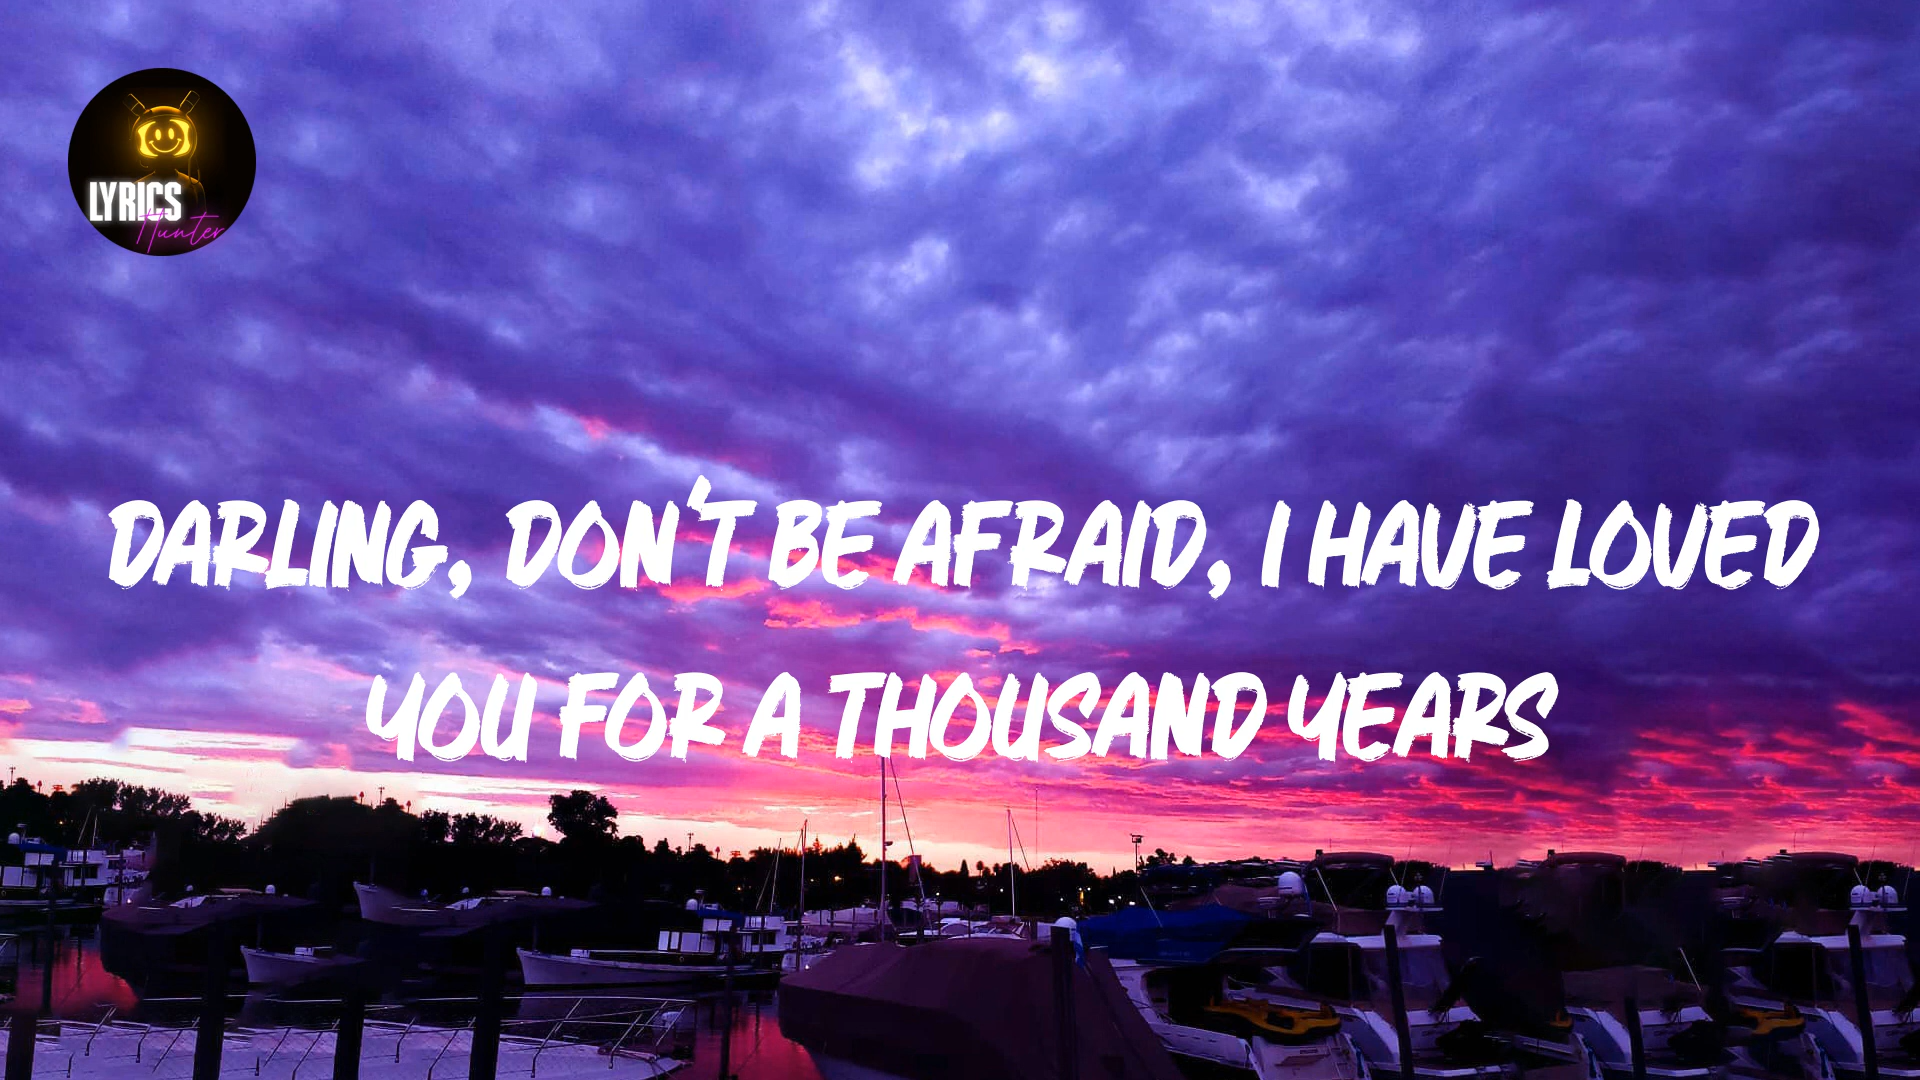 LYRICS
Hunter
DARLING, DON'T BE AFRAID, I HAVE LOVED
YOU FOR A THOUSAND YEARS